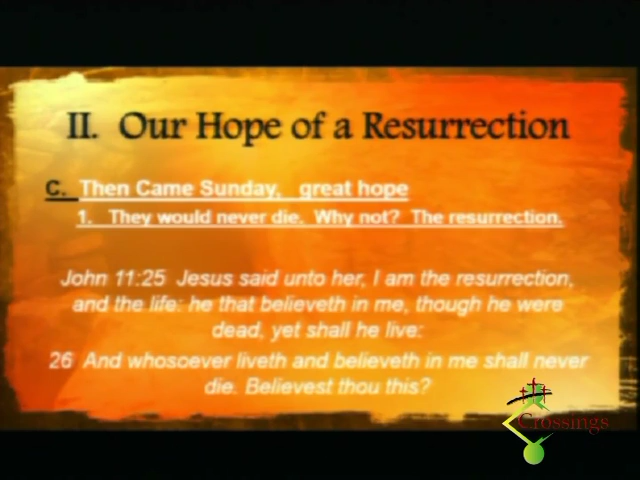 II. Our Hope of a Resurrection
C. Then Came Sunday, great hope
1. They would never die. Why not? The resurrection.
John 11:25 Jesus said unto her, I am the resurrection,
and the life: he that believeth in me, though he were
dead, yet shall he live:
26 And whosoever liveth and believeth in me shall never
die. Believest thou this?
Crossings